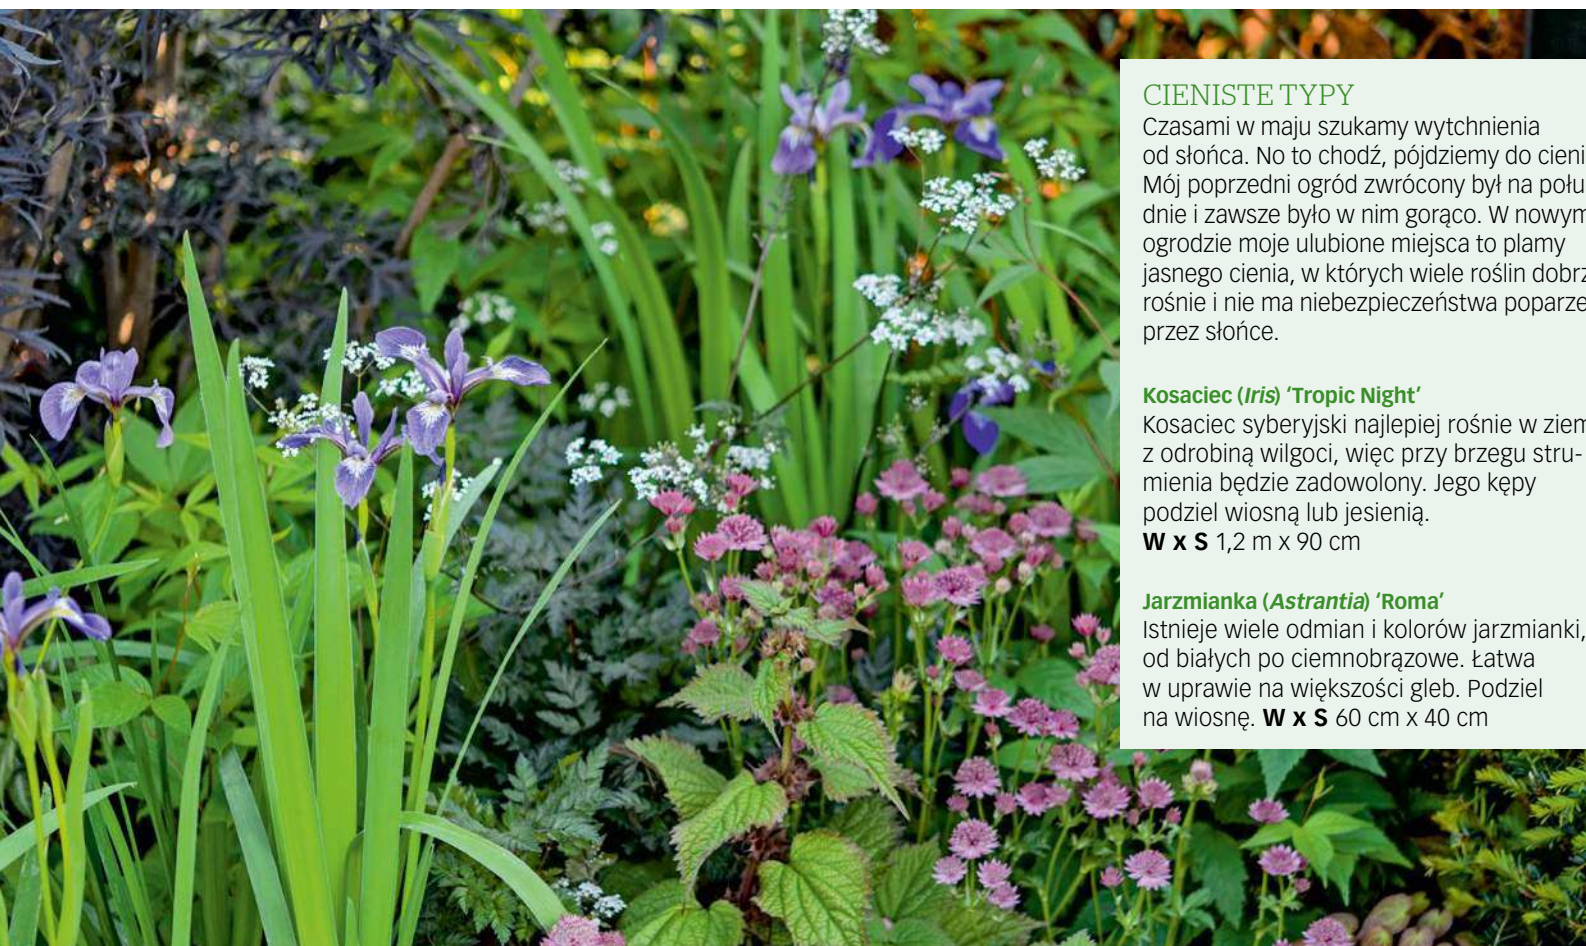 CIENISTE TYPY
Czasami w maju szukamy wytchnienia
od słońca. No to chodź, pójdziemy do cieni
Mój poprzedni ogród zwrócony był na połu
dnie i zawsze było w nim gorąco. W nowym
ogrodzie moje ulubione miejsca to plamy
jasnego cienia, w których wiele roślin dobrz
rośnie i nie ma niebezpieczeństwa poparze
przez słońce.
Kosaciec (Iris) ‘Tropic Night’
Kosaciec syberyjski najlepiej rośnie w ziem
z odrobiną wilgoci, więc przy brzegu stru-
mienia będzie zadowolony. Jego kępy
podziel wiosną lub jesienią.
W x S 1,2 m x 90 cm
Jarzmianka (Astrantia) ‘Roma’
Istnieje wiele odmian i kolorów jarzmianki,
od białych po ciemnobrązowe. Łatwa
w uprawie na większości gleb. Podziel
na wiosnę. W x S 60 cm x 40 cm